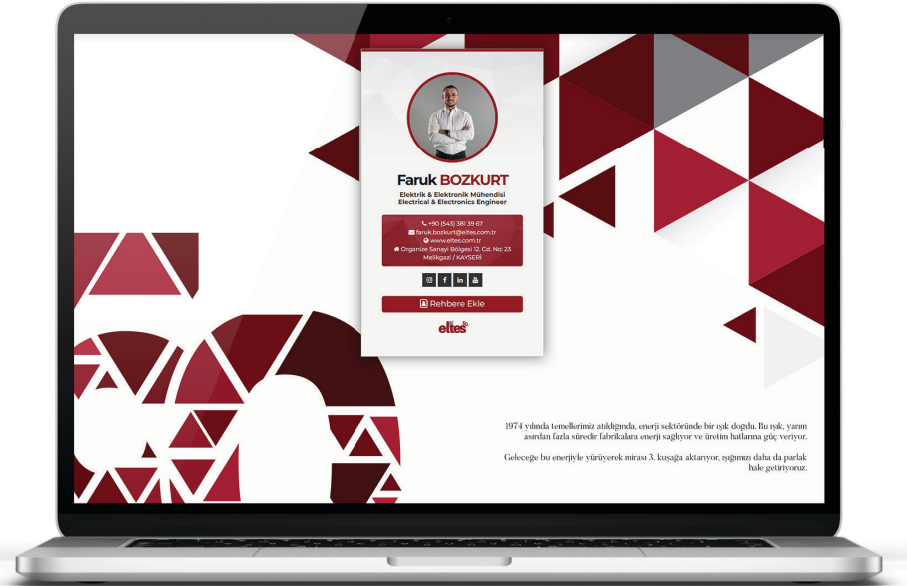 Faruk BOZKURT
Elektrik & Elektronik Mühendisi
Electrical & Electronics Engineer
+90 (543) 381 39 67
faruk.bozkurt@eltes.com.tr
www.eltes.com.tr
Organize Sanayi Bölgesi 12. Cd. No: 23
Melikgazi / KAYSERİ
Rehbere Ekle
eltes
1974 yılında temellerimiz atıldığında, enerji sektöründe bir ışık doğdu. Bu ışık, yarım
asırdan fazla süredir fabrikalara enerji sağlıyor ve üretim hatlarına güç veriyor.
Geleceğe bu enerjiyle yürüyerek mirası 3. kuşağa aktarıyor, ışığımızı daha da parlak
hale getiriyoruz.